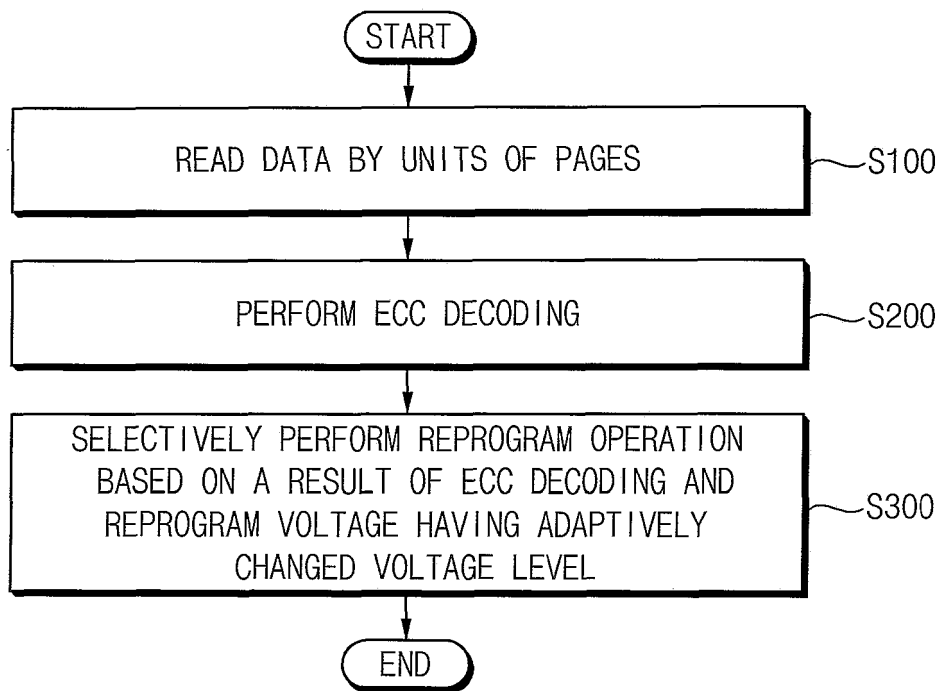 START
READ DATA BY UNITS OF PAGES
S100
PERFORM ECC DECODING
S200
SELECTIVELY PERFORM REPROGRAM OPERATION
BASED ON A RESULT OF ECC DECODING AND
REPROGRAM VOLTAGE HAVING ADAPTIVELY
CHANGED VOLTAGE LEVEL
S300
END